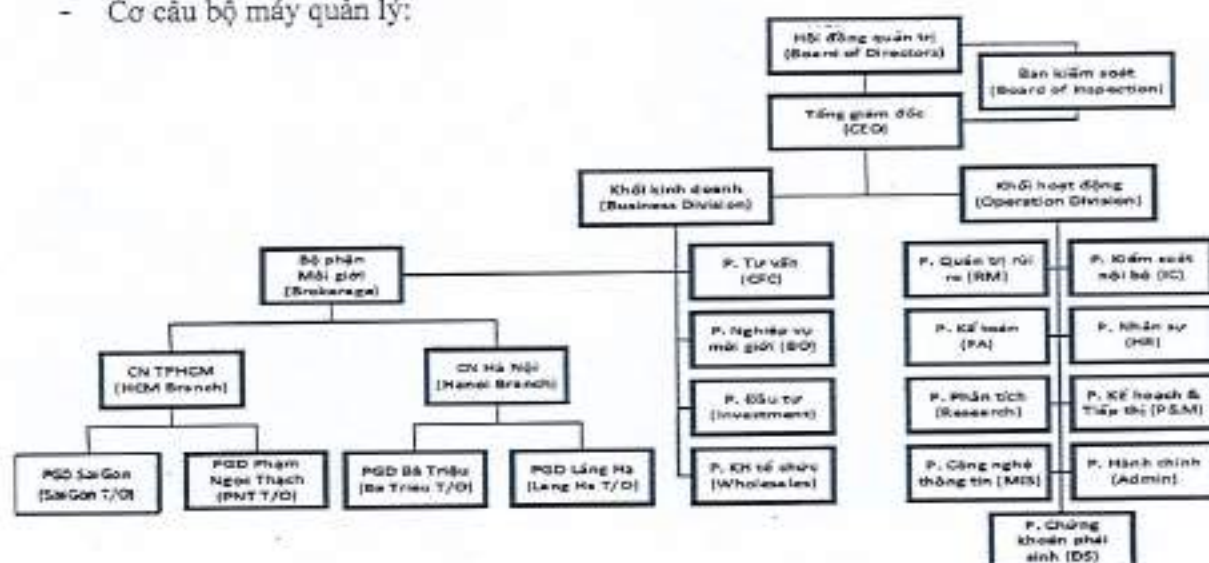 - Cơ cấu bộ máy quản lý:
Hội đồng quản trị
(Board of Directors)
Ban kiểm soát
(Board of Inspection)
Tổng giám đốc
(CEO)
Khối kinh doanh
(Business Division)
Khối hoạt động
(Operation Division)
Bộ phận
Môi giới
(Brokerage)
P. Tư vấn
(CFC)
P. Quản trị rủi
ro (RM)
P. Kiểm soát
nội bộ (IC)
P. Nghiệp vụ
môi giới (BO)
P. Kế toán
(FA)
P. Nhân sự
(HR)
CN TPHCM
(HCM Branch)
CN Hà Nội
(Hanoi Branch)
P. Đầu tư
(Investment)
P. Phân tích
(Research)
P. Kế hoạch &
Tiếp thị (P&M)
PGD SaiGon
(SaiGon T/O)
PGD Phạm
Ngọc Thạch
(PNT T/O)
PGD Bà Triệu
(Ba Trieu T/O)
PGD Láng Hạ
(Lang Ha T/O)
P. KH tổ chức
(Wholesales)
P. Công nghệ
thông tin (MIS)
P. Hành chính
(Admin)
P. Chứng
khoán phái
sinh (DS)